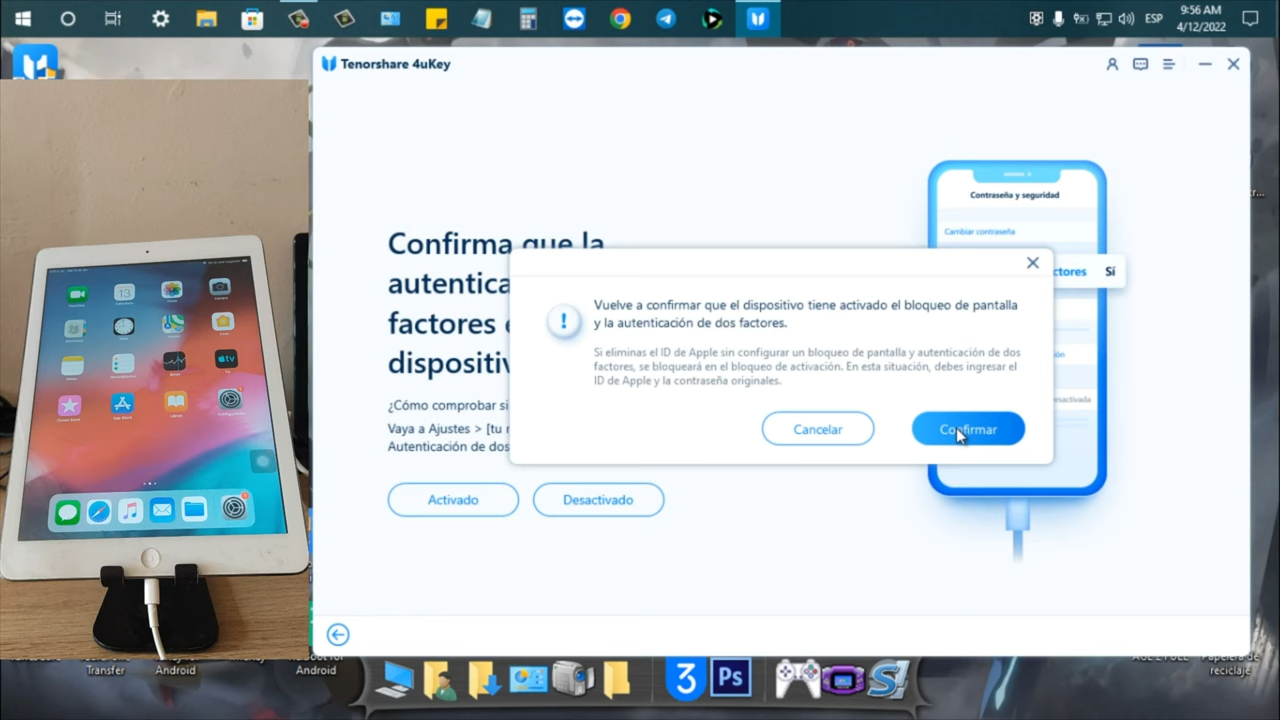 9:56 AM
ESP
4/12/2022
Tenorshare 4uKey
Contraseña y seguridad
Cambiar contraseña
ctores Sí
Confirma que la
autentica
factores e
dispositiv
Vuelve a confirmar que el dispositivo tiene activado el bloqueo de pantalla
y la autenticación de dos factores.
Si eliminas el ID de Apple sin configurar un bloqueo de pantalla y autenticación de dos
factores, se bloqueará en el bloqueo de activación. En esta situación, debes ingresar el
ID de Apple y la contraseña originales.
Cancelar
Confirmar
¿Cómo comprobar si
Vaya a Ajustes > [tu n
Autenticación de dos
Activado
Desactivado
esactivada
Transfer
Android
Android
reciclaje
3
Ps